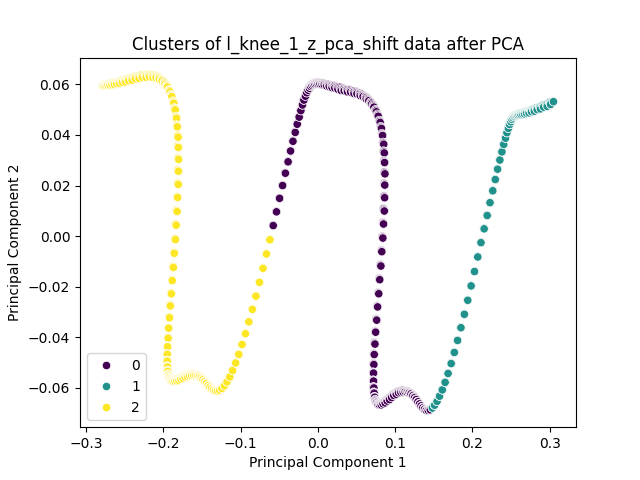 Clusters of l_knee_1_z_pca_shift data after PCA
Principal Component 2
0.06
0.04
0.02
0.00
−0.02
−0.04
−0.06
0
1
2
−0.3 −0.2 −0.1 0.0 0.1 0.2 0.3
Principal Component 1